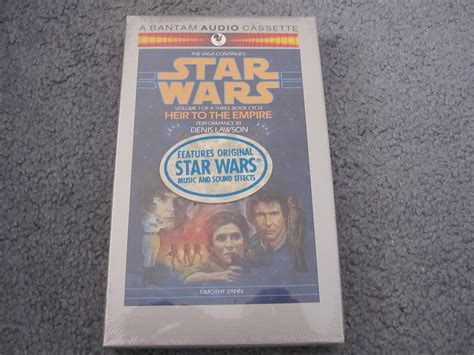 A BANTAM AUDIO CASSETTE
THE SAGA CONTINUES!
STAR
WARS
VOLUME 1 OF A THREE-BOOK CYCLE
HEIR TO THE EMPIRE
PERFORMANCE BY
DENIS LAWSON
FEATURES ORIGINAL
STAR WARS®
MUSIC AND SOUND EFFECTS
TIMOTHY ZAHN